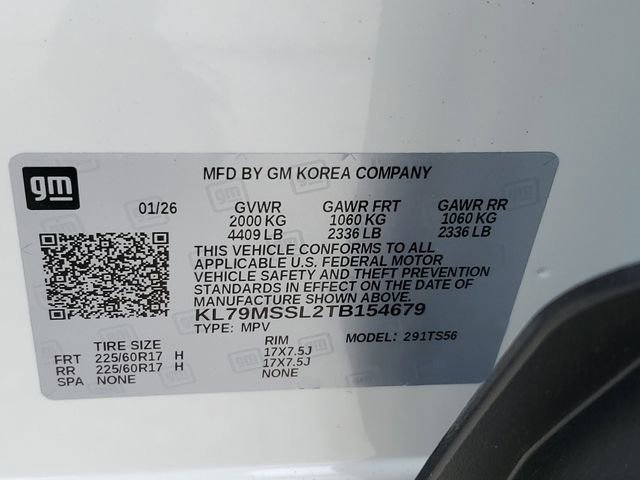 gm
MFD BY GM KOREA COMPANY
01/26 GVWR GAWR FRT GAWR RR
2000 KG 1060 KG 1060 KG
4409 LB 2336 LB 2336 LB
THIS VEHICLE CONFORMS TO ALL
APPLICABLE U.S. FEDERAL MOTOR
VEHICLE SAFETY AND THEFT PREVENTION
STANDARDS IN EFFECT ON THE DATE OF
MANUFACTURE SHOWN ABOVE.
KL79MSSL2TB154679
TYPE: MPV MODEL: 291TS56
TIRE SIZE RIM
FRT 225/60R17 H 17X7.5J
RR 225/60R17 H 17X7.5J
SPA NONE NONE